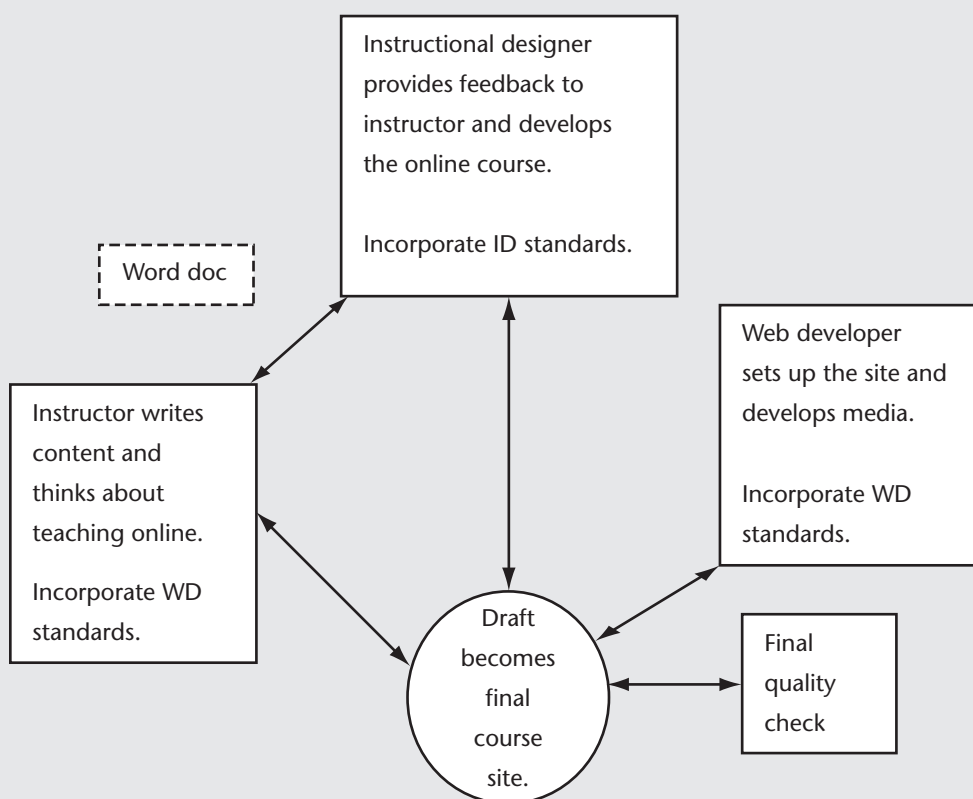 Instructional designer
provides feedback to
instructor and develops
the online course.
Incorporate ID standards.
Word doc
Web developer
sets up the site and
develops media.
Incorporate WD
standards.
Instructor writes
content and
thinks about
teaching online.
Incorporate WD
standards.
Draft
becomes
final
course
site.
Final
quality
check